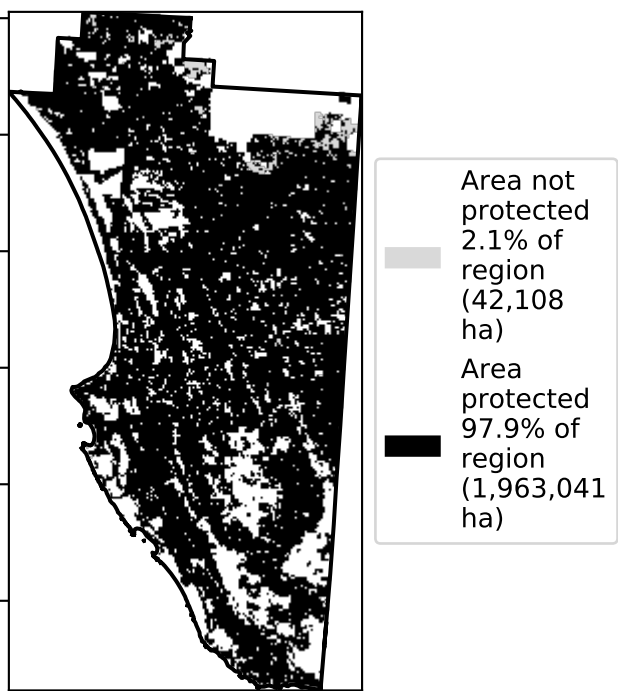 Area not
protected
2.1% of
region
(42,108
ha)
Area
protected
97.9% of
region
(1,963,041
ha)